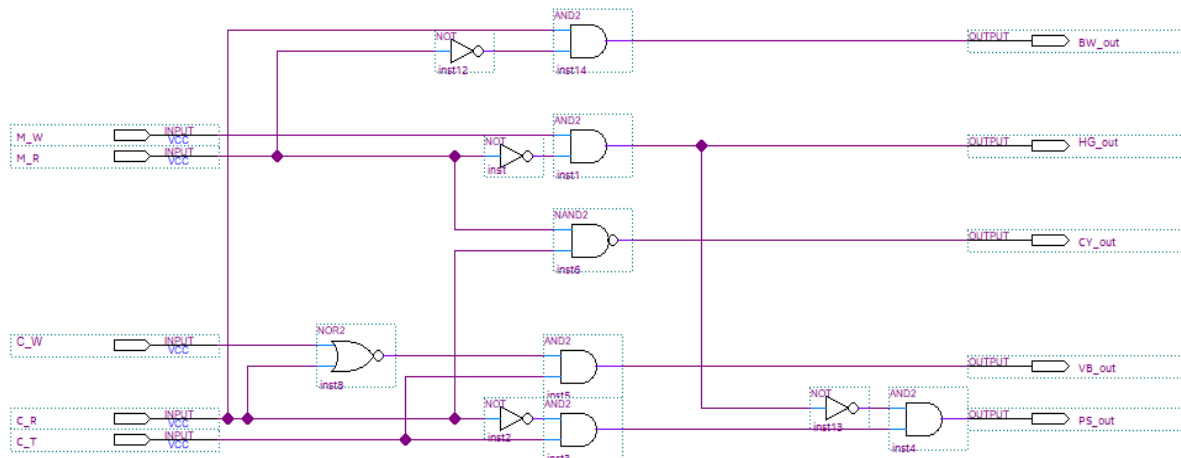 AND2
NOT
OUTPUT BW_out
inst12
inst14
AND2
M_W INPUT
VCC
NOT
OUTPUT HG_out
M_R INPUT
VCC
inst
inst1
NAND2
OUTPUT CY_out
inst6
NOR2
C_W INPUT
VCC
AND2
OUTPUT VB_out
inst8
inst5
NOT
AND2
NOT
AND2
C_R INPUT
VCC
OUTPUT PS_out
inst2
inst13
C_T INPUT
VCC
inst4